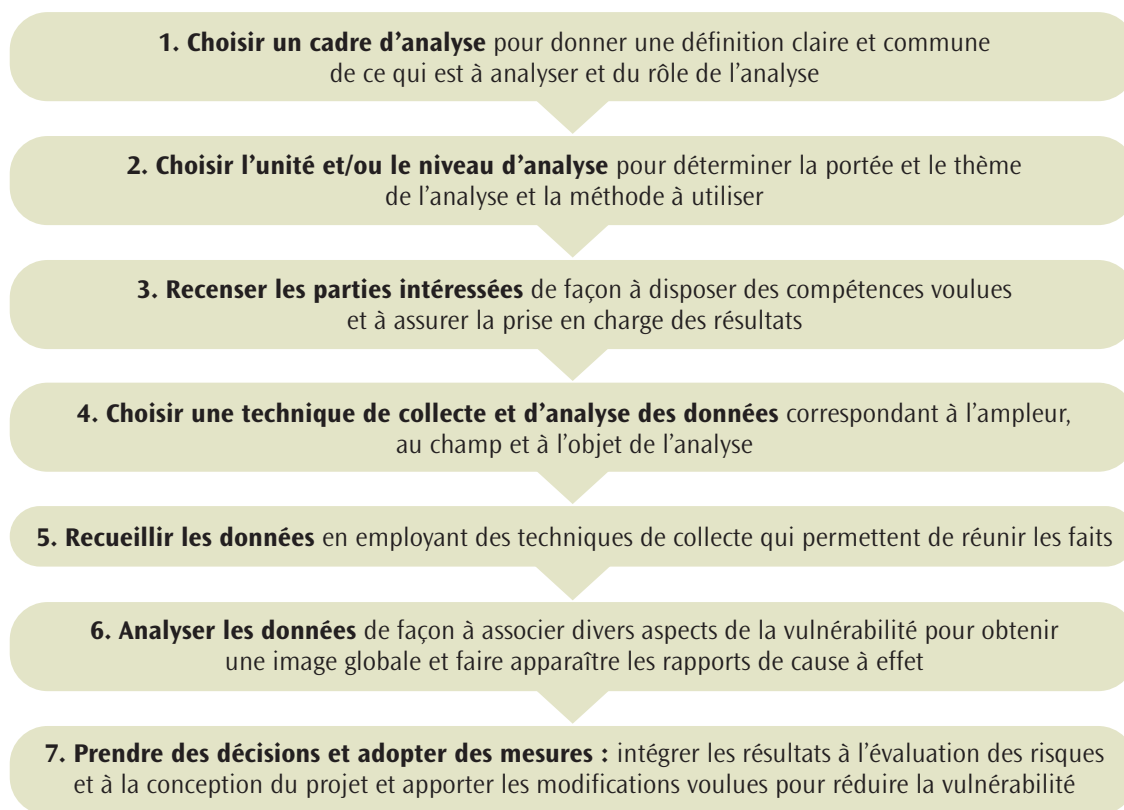 1. Choisir un cadre d’analyse pour donner une définition claire et commune
de ce qui est à analyser et du rôle de l’analyse
2. Choisir l’unité et/ou le niveau d’analyse pour déterminer la portée et le thème
de l’analyse et la méthode à utiliser
3. Recenser les parties intéressées de façon à disposer des compétences voulues
et à assurer la prise en charge des résultats
4. Choisir une technique de collecte et d’analyse des données correspondant à l’ampleur,
au champ et à l’objet de l’analyse
5. Recueillir les données en employant des techniques de collecte qui permettent de réunir les faits
6. Analyser les données de façon à associer divers aspects de la vulnérabilité pour obtenir
une image globale et faire apparaître les rapports de cause à effet
7. Prendre des décisions et adopter des mesures : intégrer les résultats à l’évaluation des risques
et à la conception du projet et apporter les modifications voulues pour réduire la vulnérabilité